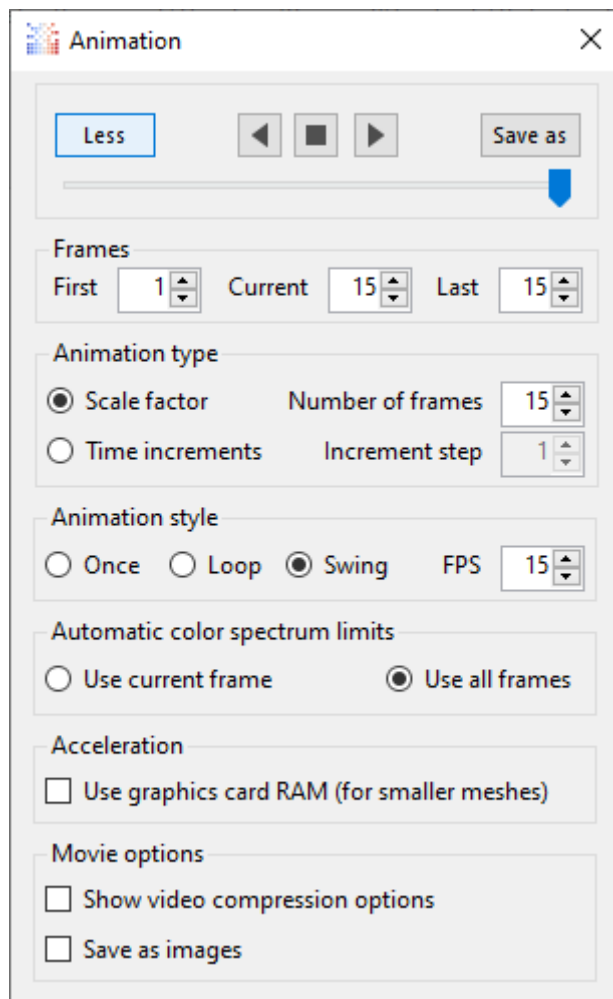 Animation
Less Save as
Frames
First 1 Current 15 Last 15
Animation type
Scale factor Number of frames 15
Time increments Increment step 1
Animation style
Once Loop Swing FPS 15
Automatic color spectrum limits
Use current frame Use all frames
Acceleration
Use graphics card RAM (for smaller meshes)
Movie options
Show video compression options
Save as images